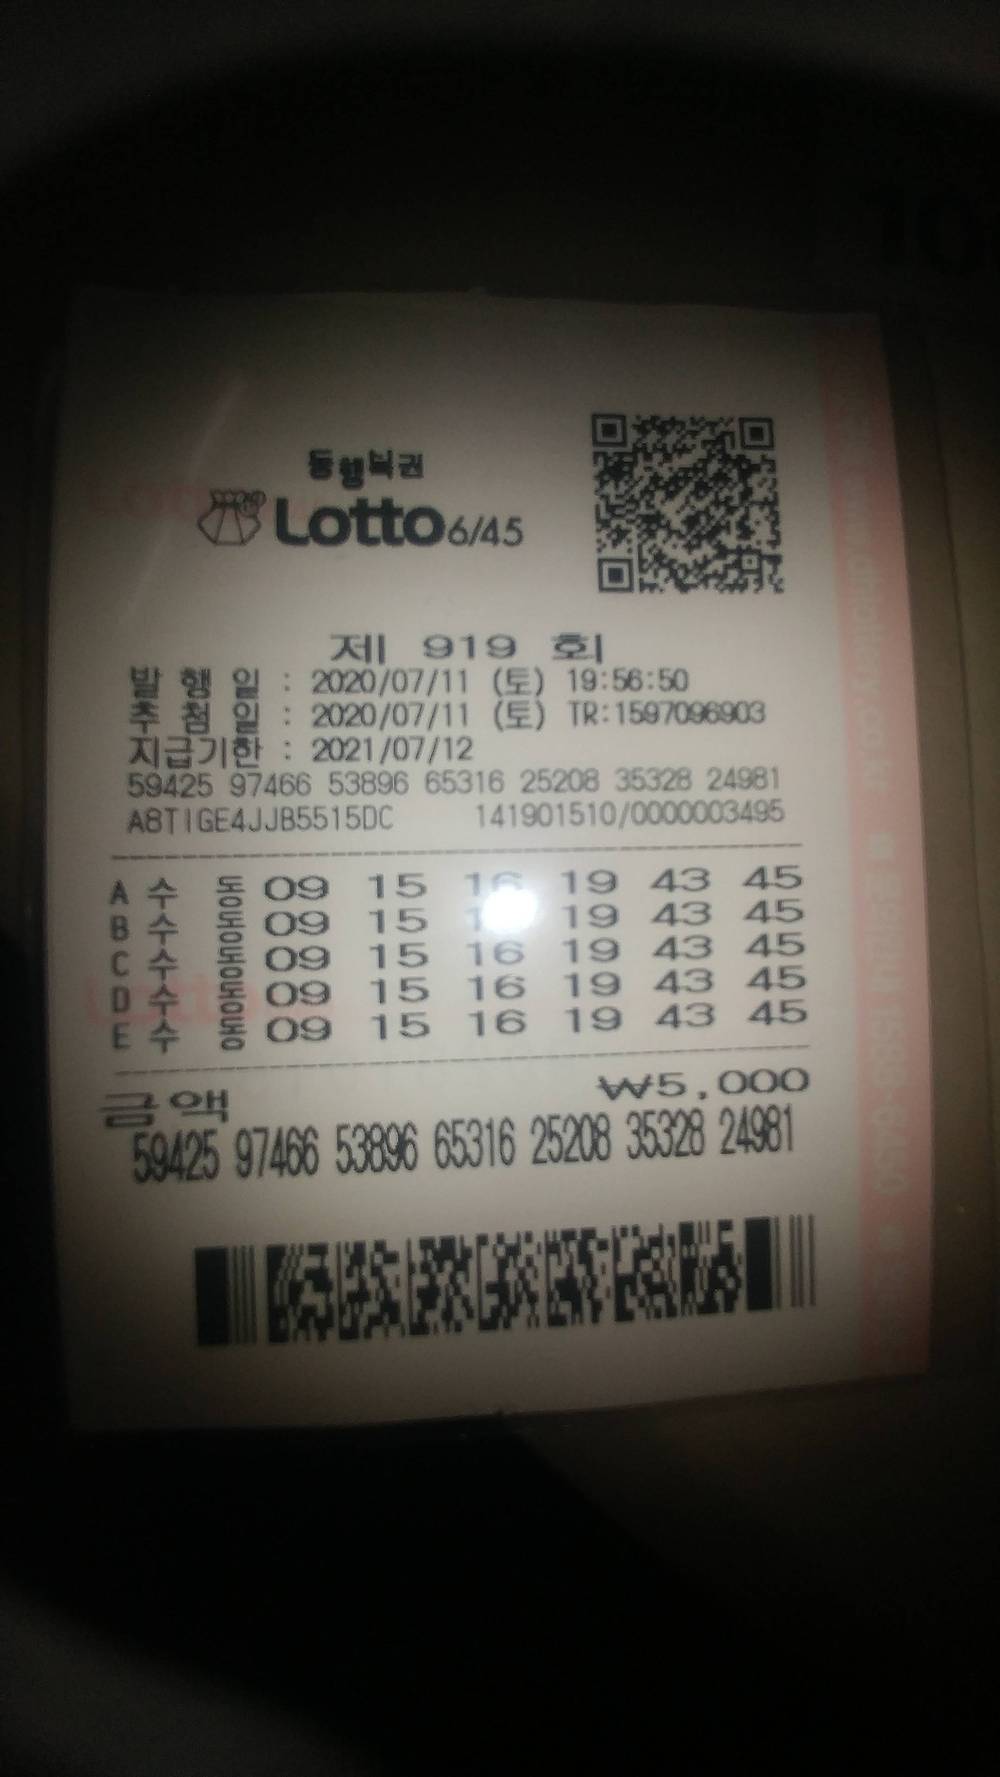 동행복권
Lotto 6/45
제 919 회
발 행 일 : 2020/07/11 (토) 19:56:50
추 첨 일 : 2020/07/11 (토) TR:1597096903
지급기한 : 2021/07/12
59425 97466 53896 65316 25208 35328 24981
A8TIGE4JJB5515DC 141901510/0000003495
A 수 동 09 15 16 19 43 45
B 수 동 09 15 19 43 45
C 수 동 09 15 16 19 43 45
D 수 동 09 15 16 19 43 45
E 수 동 09 15 16 19 43 45
금액 ₩5,000
59425 97466 53896 65316 25208 35328 24981